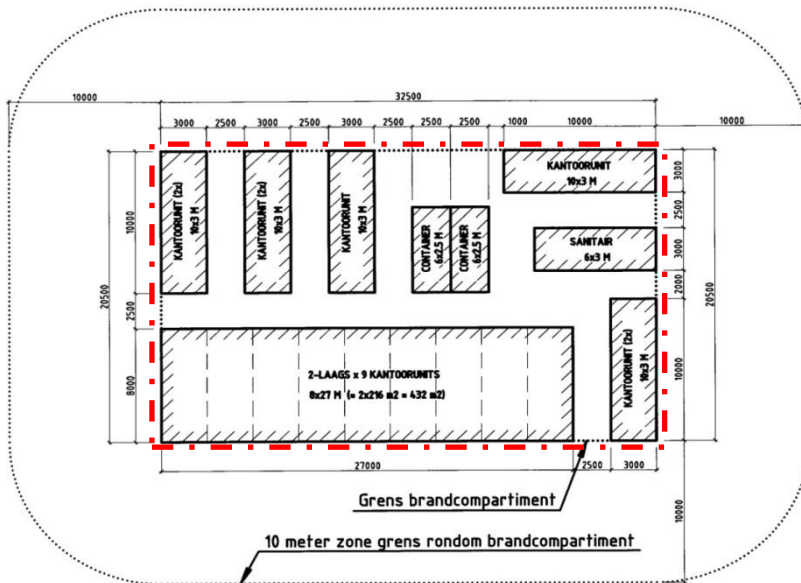 10000
32500
3000
2500
3000
2500
3000
2500
2500
2500
1000
10000
10000
KANTOORUNIT (2x)
10x3 M
KANTOORUNIT (2x)
10x3 M
KANTOORUNIT
10x3 M
CONTAINER
6x2.5 M
CONTAINER
6x2.5 M
KANTOORUNIT
10x3 M
SANITAIR
6x3 M
KANTOORUNIT (2x)
10x3 M
10000
2500
8000
20500
3000
2500
3000
2000
10000
20500
2-LAAGS x 9 KANTOORUNITS
8x27 M (= 2x216 m2 = 432 m2)
27000
2500
3000
10000
Grens brandcompartiment
10 meter zone grens rondom brandcompartiment